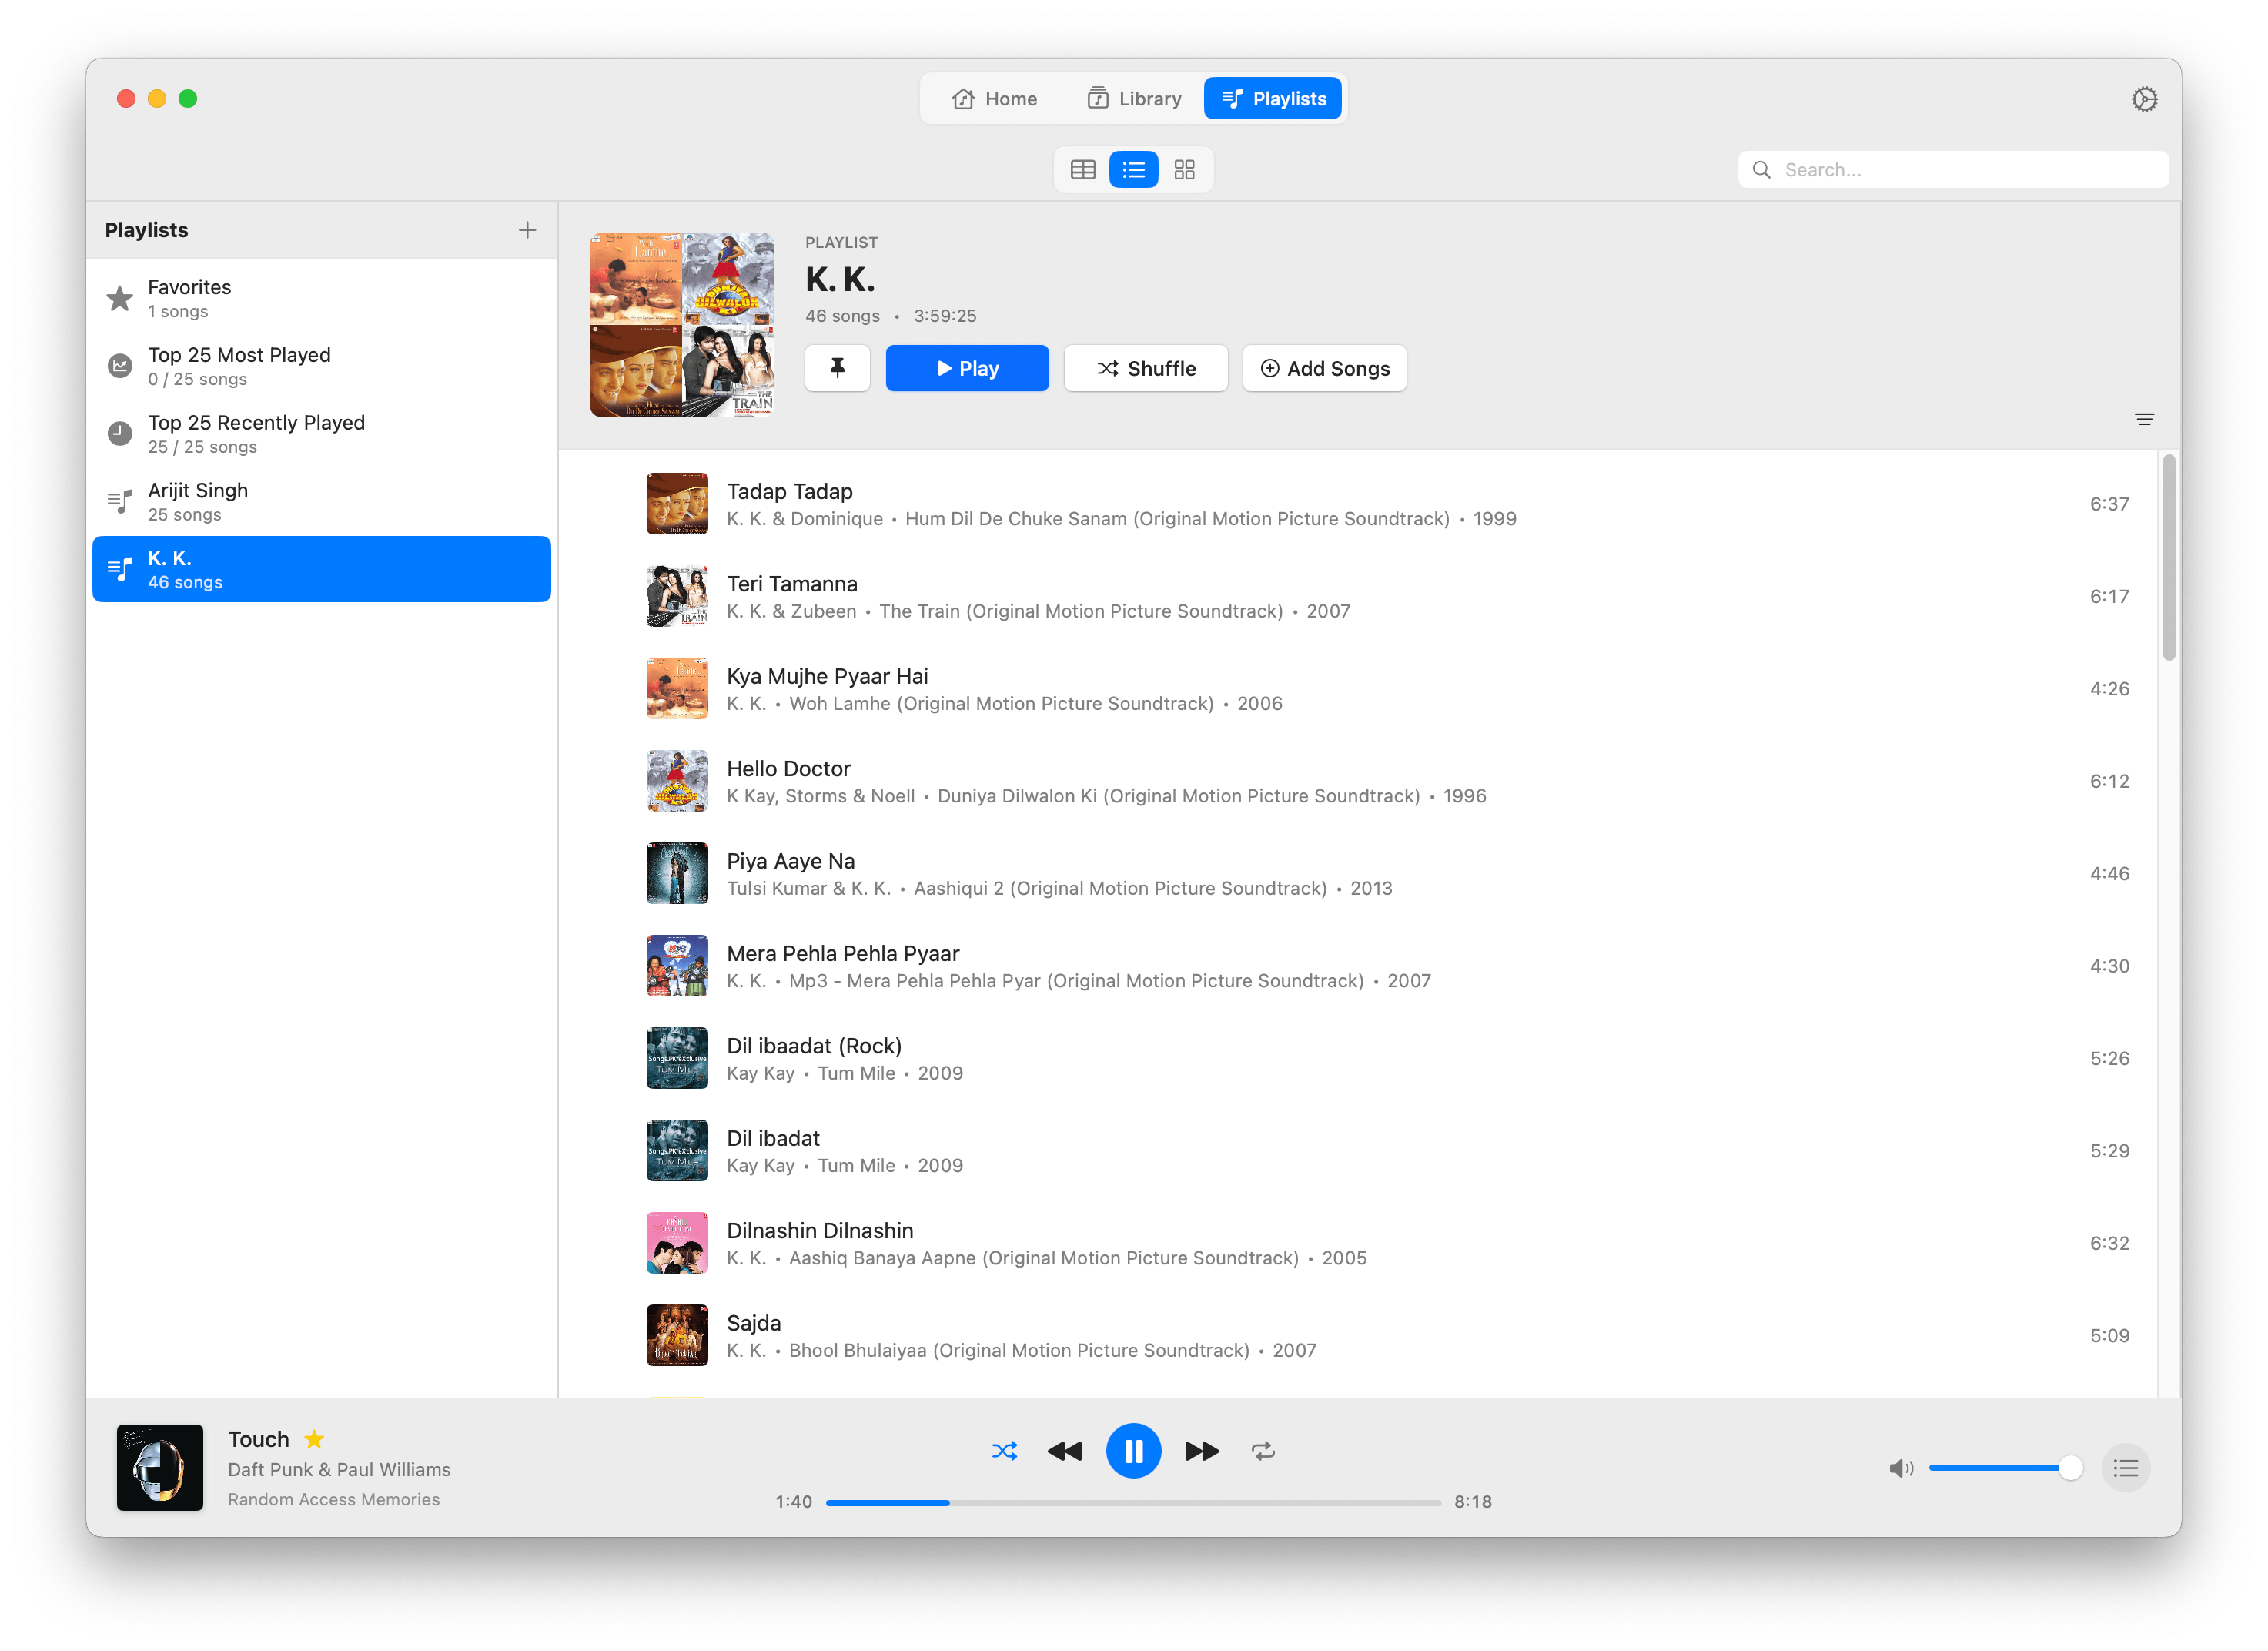 Home
Library
Playlists
Search...
Playlists
Favorites
1 songs
Top 25 Most Played
0 / 25 songs
Top 25 Recently Played
25 / 25 songs
Arijit Singh
25 songs
K. K.
46 songs
PLAYLIST
K. K.
46 songs • 3:59:25
Play
Shuffle
Add Songs
Tadap Tadap
K. K. & Dominique • Hum Dil De Chuke Sanam (Original Motion Picture Soundtrack) • 1999
6:37
Teri Tamanna
K. K. & Zubeen • The Train (Original Motion Picture Soundtrack) • 2007
6:17
Kya Mujhe Pyaar Hai
K. K. • Woh Lamhe (Original Motion Picture Soundtrack) • 2006
4:26
Hello Doctor
K Kay, Storms & Noell • Duniya Dilwalon Ki (Original Motion Picture Soundtrack) • 1996
6:12
Piya Aaye Na
Tulsi Kumar & K. K. • Aashiqui 2 (Original Motion Picture Soundtrack) • 2013
4:46
Mera Pehla Pehla Pyaar
K. K. • Mp3 - Mera Pehla Pehla Pyar (Original Motion Picture Soundtrack) • 2007
4:30
Dil ibaadat (Rock)
Kay Kay • Tum Mile • 2009
5:26
Dil ibadat
Kay Kay • Tum Mile • 2009
5:29
Dilnashin Dilnashin
K. K. • Aashiq Banaya Aapne (Original Motion Picture Soundtrack) • 2005
6:32
Sajda
K. K. • Bhool Bhulaiyaa (Original Motion Picture Soundtrack) • 2007
5:09
Touch
Daft Punk & Paul Williams
Random Access Memories
1:40
8:18